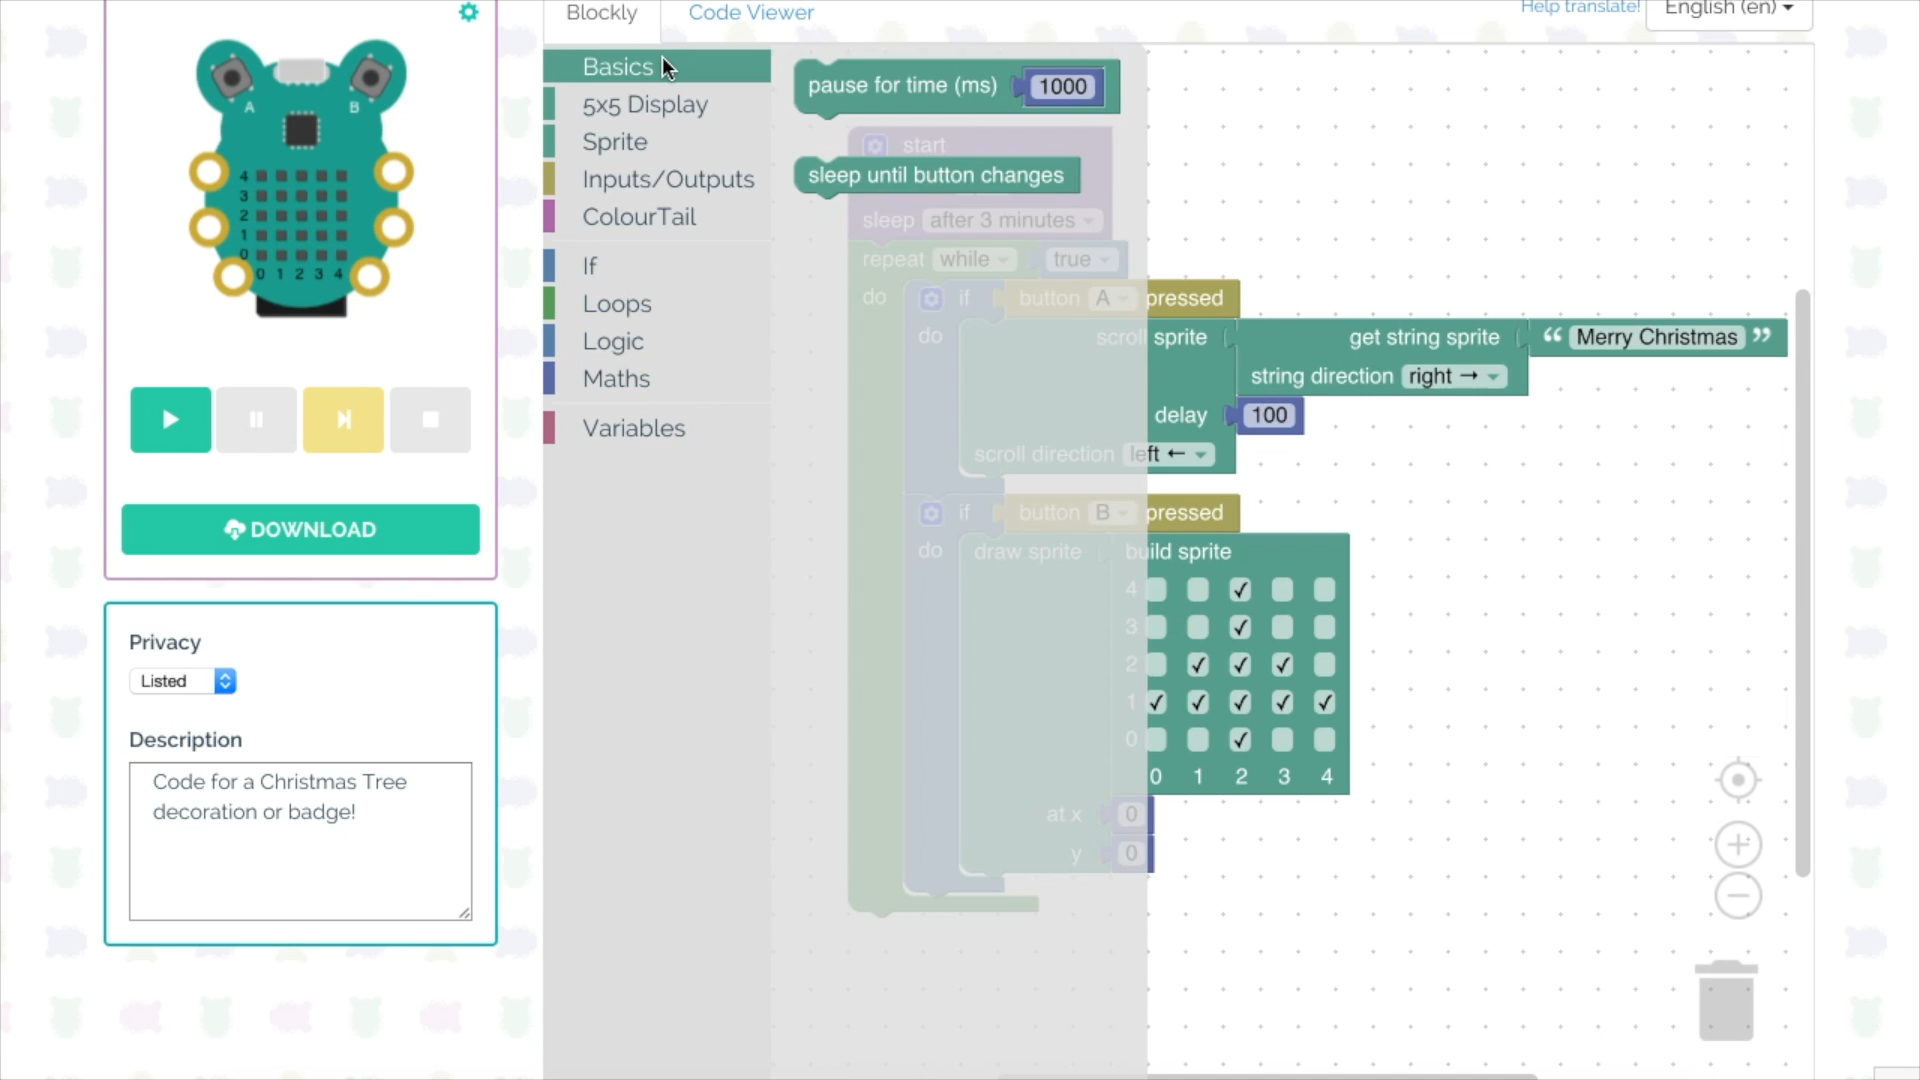 Blockly
Code Viewer
Help translate!
English (en)
A
B
4
3
2
1
0
0 1 2 3 4
DOWNLOAD
Privacy
Listed
Description
Code for a Christmas Tree
decoration or badge!
Basics
5x5 Display
Sprite
Inputs/Outputs
ColourTail
If
Loops
Logic
Maths
Variables
pause for time (ms) 1000
start
sleep until button changes
sleep after 3 minutes
repeat while true
do if button A pressed
do scroll sprite get string sprite “ Merry Christmas ”
string direction right →
delay 100
scroll direction left ←
if button B pressed
do draw sprite build sprite
4
3
2
1
0
0 1 2 3 4
at x 0
y 0